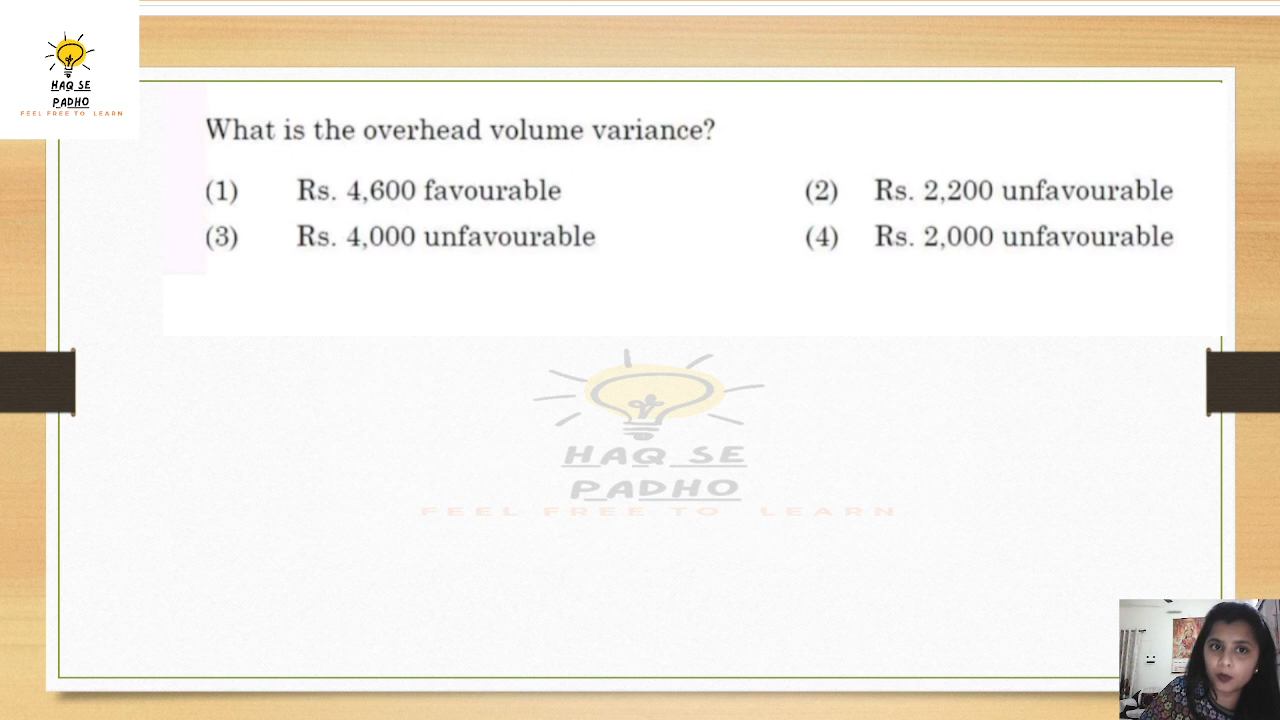 HAQ SE
PADHO
FEEL FREE TO LEARN
What is the overhead volume variance?
(1) Rs. 4,600 favourable (2) Rs. 2,200 unfavourable
(3) Rs. 4,000 unfavourable (4) Rs. 2,000 unfavourable
HAQ SE
PADHO
FEEL FREE TO LEARN